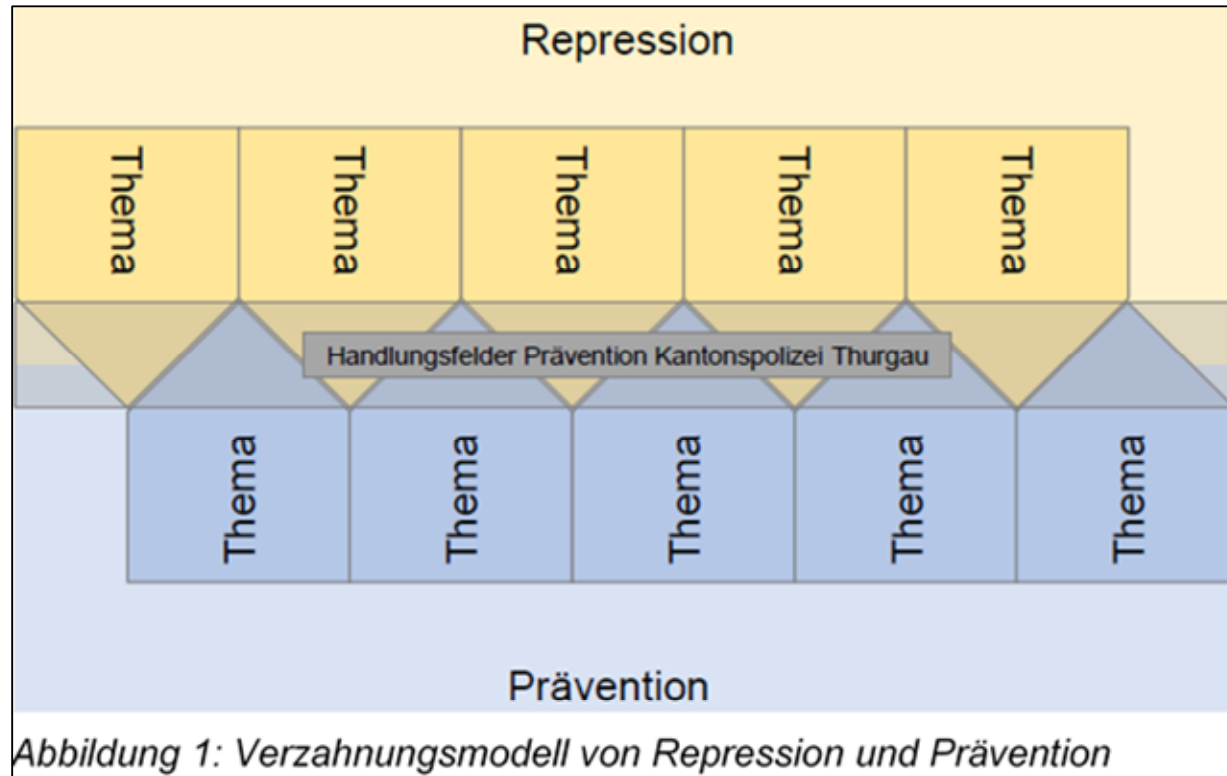 Repression
Thema
Thema
Thema
Thema
Thema
Handlungsfelder Prävention Kantonspolizei Thurgau
Thema
Thema
Thema
Thema
Thema
Prävention
Abbildung 1: Verzahnungsmodell von Repression und Prävention